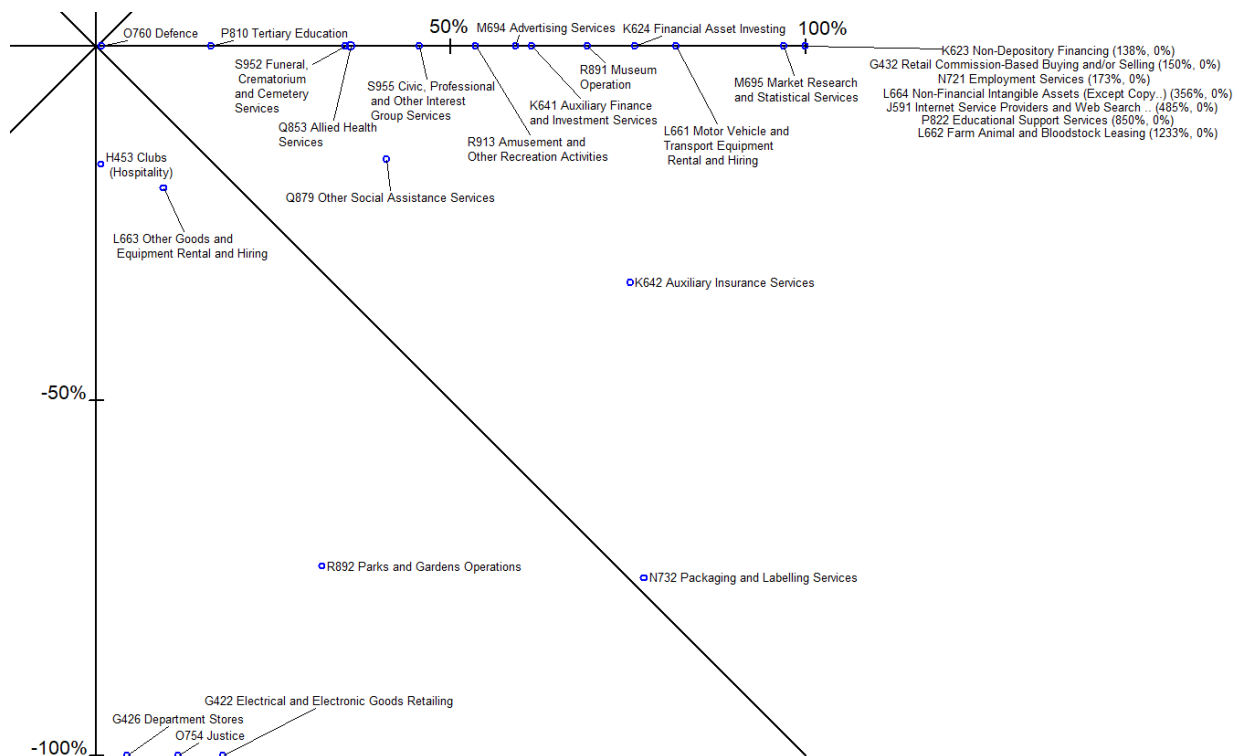 50%
100%
O760 Defence
P810 Tertiary Education
M694 Advertising Services
K624 Financial Asset Investing
S952 Funeral,
Crematorium
and Cemetery
Services
S955 Civic, Professional
and Other Interest
Group Services
Q853 Allied Health
Services
R913 Amusement and
Other Recreation Activities
K641 Auxiliary Finance
and Investment Services
R891 Museum
Operation
L661 Motor Vehicle and
Transport Equipment
Rental and Hiring
M695 Market Research
and Statistical Services
K623 Non-Depository Financing (138%, 0%)
G432 Retail Commission-Based Buying and/or Selling (150%, 0%)
N721 Employment Services (173%, 0%)
L664 Non-Financial Intangible Assets (Except Copy..) (356%, 0%)
J591 Internet Service Providers and Web Search .. (485%, 0%)
P822 Educational Support Services (850%, 0%)
L662 Farm Animal and Bloodstock Leasing (1233%, 0%)
H453 Clubs
(Hospitality)
Q879 Other Social Assistance Services
L663 Other Goods and
Equipment Rental and Hiring
K642 Auxiliary Insurance Services
-50%
R892 Parks and Gardens Operations
N732 Packaging and Labelling Services
G422 Electrical and Electronic Goods Retailing
G426 Department Stores
O754 Justice
-100%